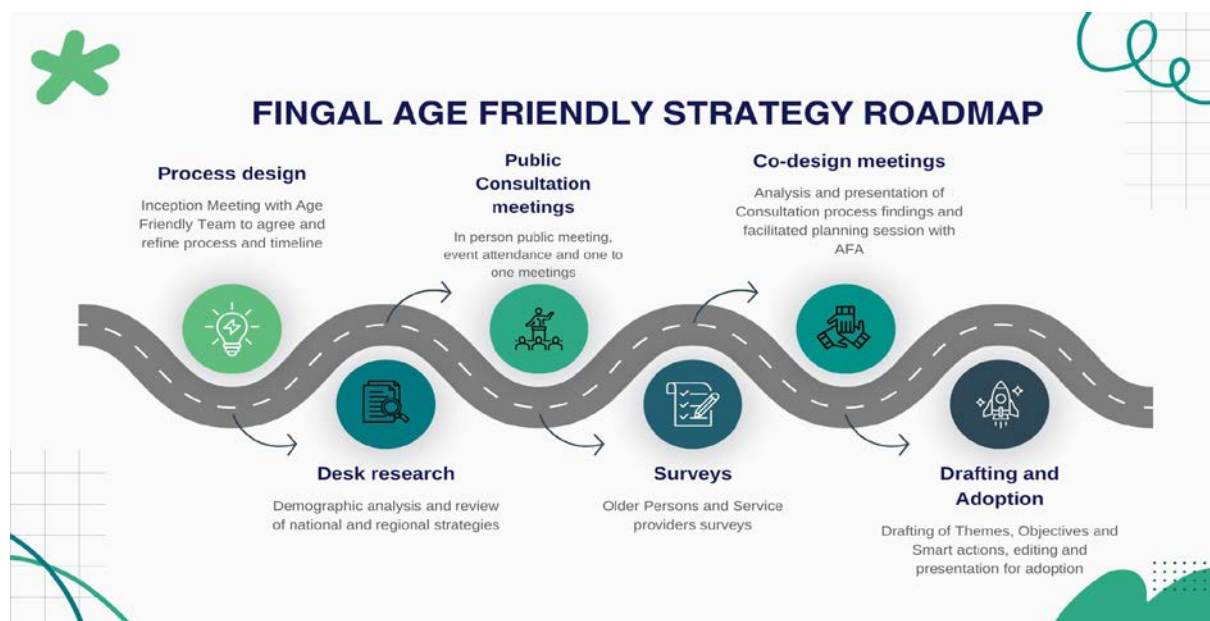 FINGAL AGE FRIENDLY STRATEGY ROADMAP
Process design
Inception Meeting with Age
Friendly Team to agree and
refine process and timeline
Desk research
Demographic analysis and review
of national and regional strategies
Public
Consultation
meetings
In person public meeting,
event attendance and one to
one meetings
Surveys
Older Persons and Service
providers surveys
Co-design meetings
Analysis and presentation of
Consultation process findings and
facilitated planning session with
AFA
Drafting and
Adoption
Drafting of Themes, Objectives and
Smart actions, editing and
presentation for adoption